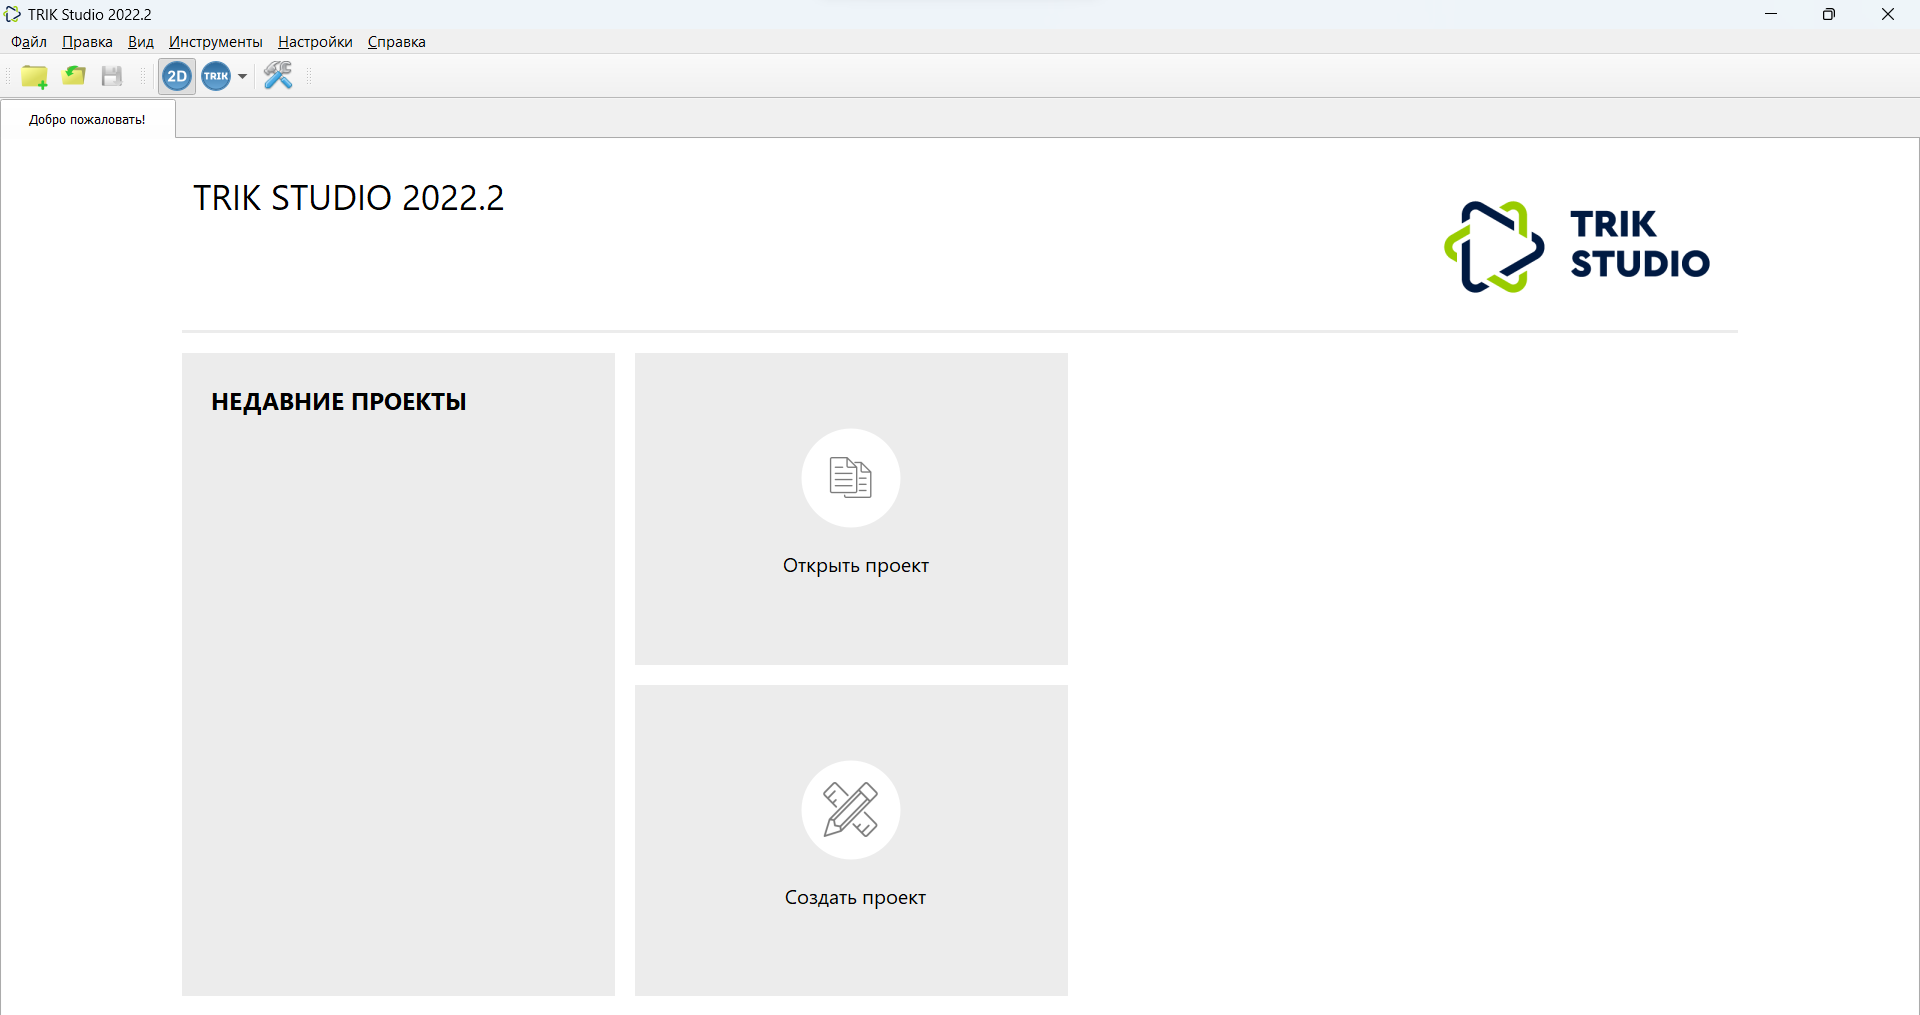 TRIK Studio 2022.2
Файл Правка Вид Инструменты Настройки Справка
2D TRIK
Добро пожаловать!
TRIK STUDIO 2022.2
TRIK
STUDIO
НЕДАВНИЕ ПРОЕКТЫ
Открыть проект
Создать проект